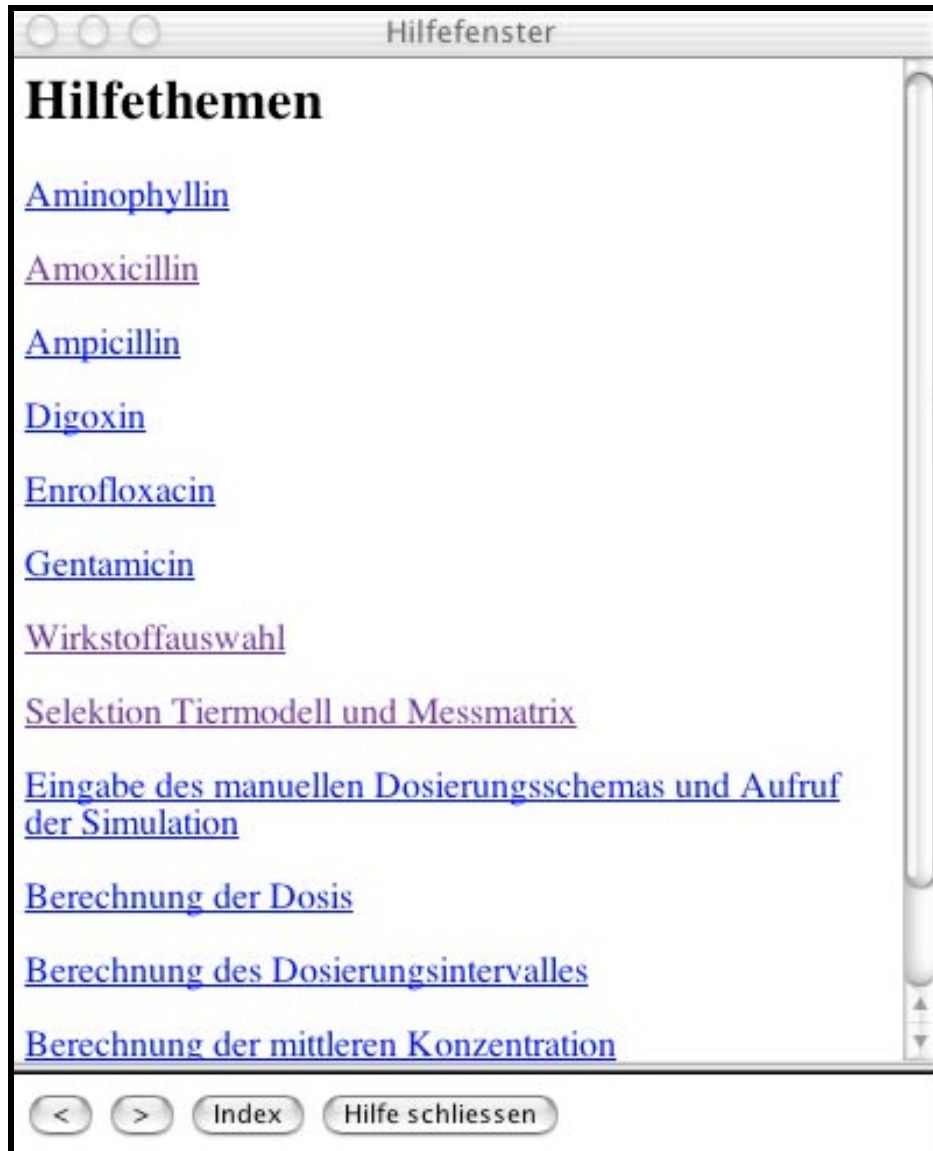 Hilfefenster
Hilfethemen
Aminophyllin
Amoxicillin
Ampicillin
Digoxin
Enrofloxacin
Gentamicin
Wirkstoffauswahl
Selektion Tiermodell und Messmatrix
Eingabe des manuellen Dosierungsschemas und Aufruf
der Simulation
Berechnung der Dosis
Berechnung des Dosierungsintervalles
Berechnung der mittleren Konzentration
< > Index Hilfe schliessen